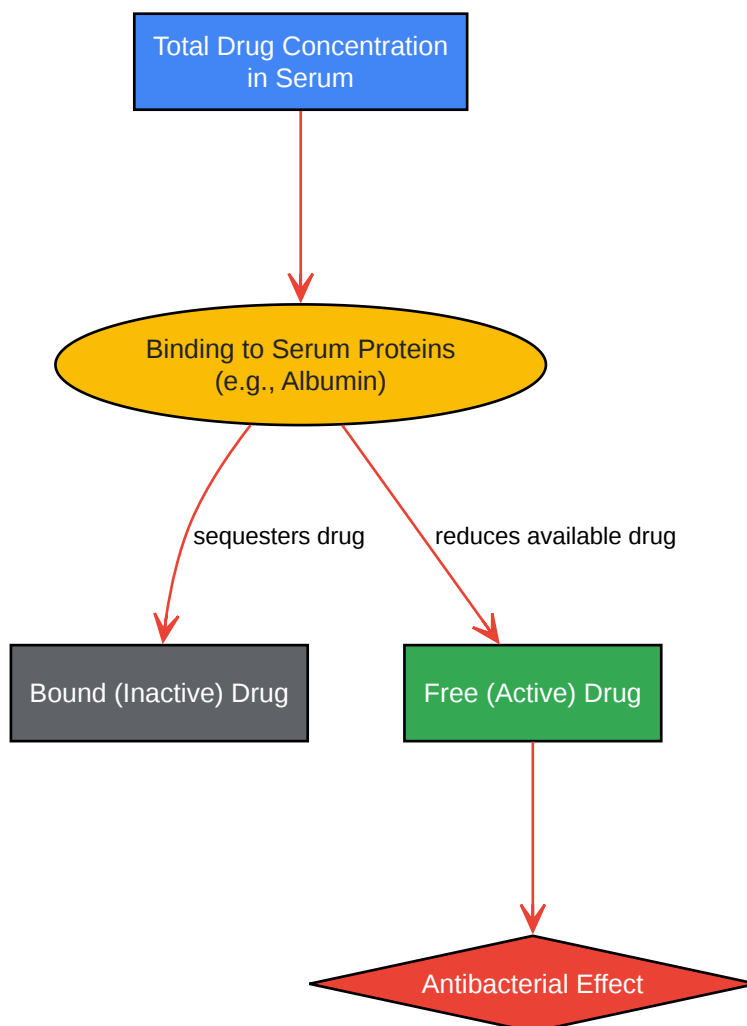 Total Drug Concentration
in Serum
Binding to Serum Proteins
(e.g., Albumin)
sequesters drug
reduces available drug
Bound (Inactive) Drug
Free (Active) Drug
Antibacterial Effect